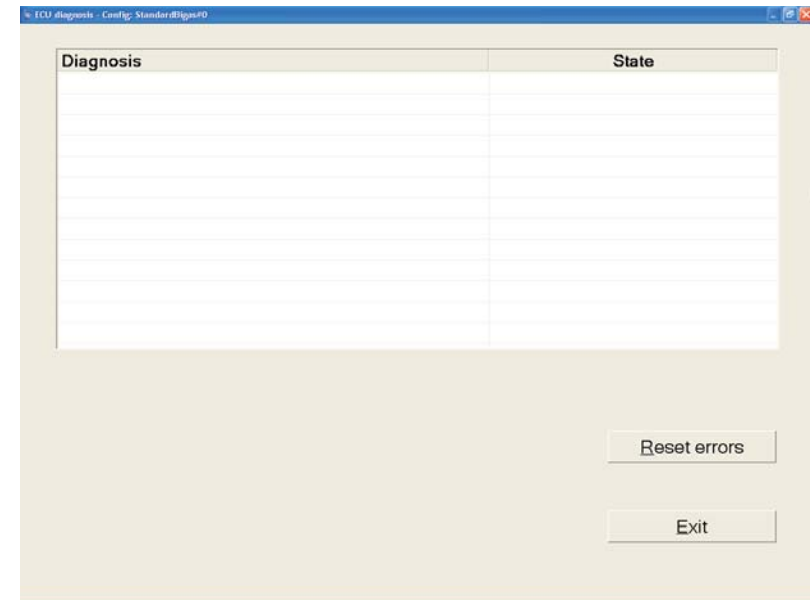 ECU diagnosis - Config: StandardBigas#0
Diagnosis State
Reset errors
Exit